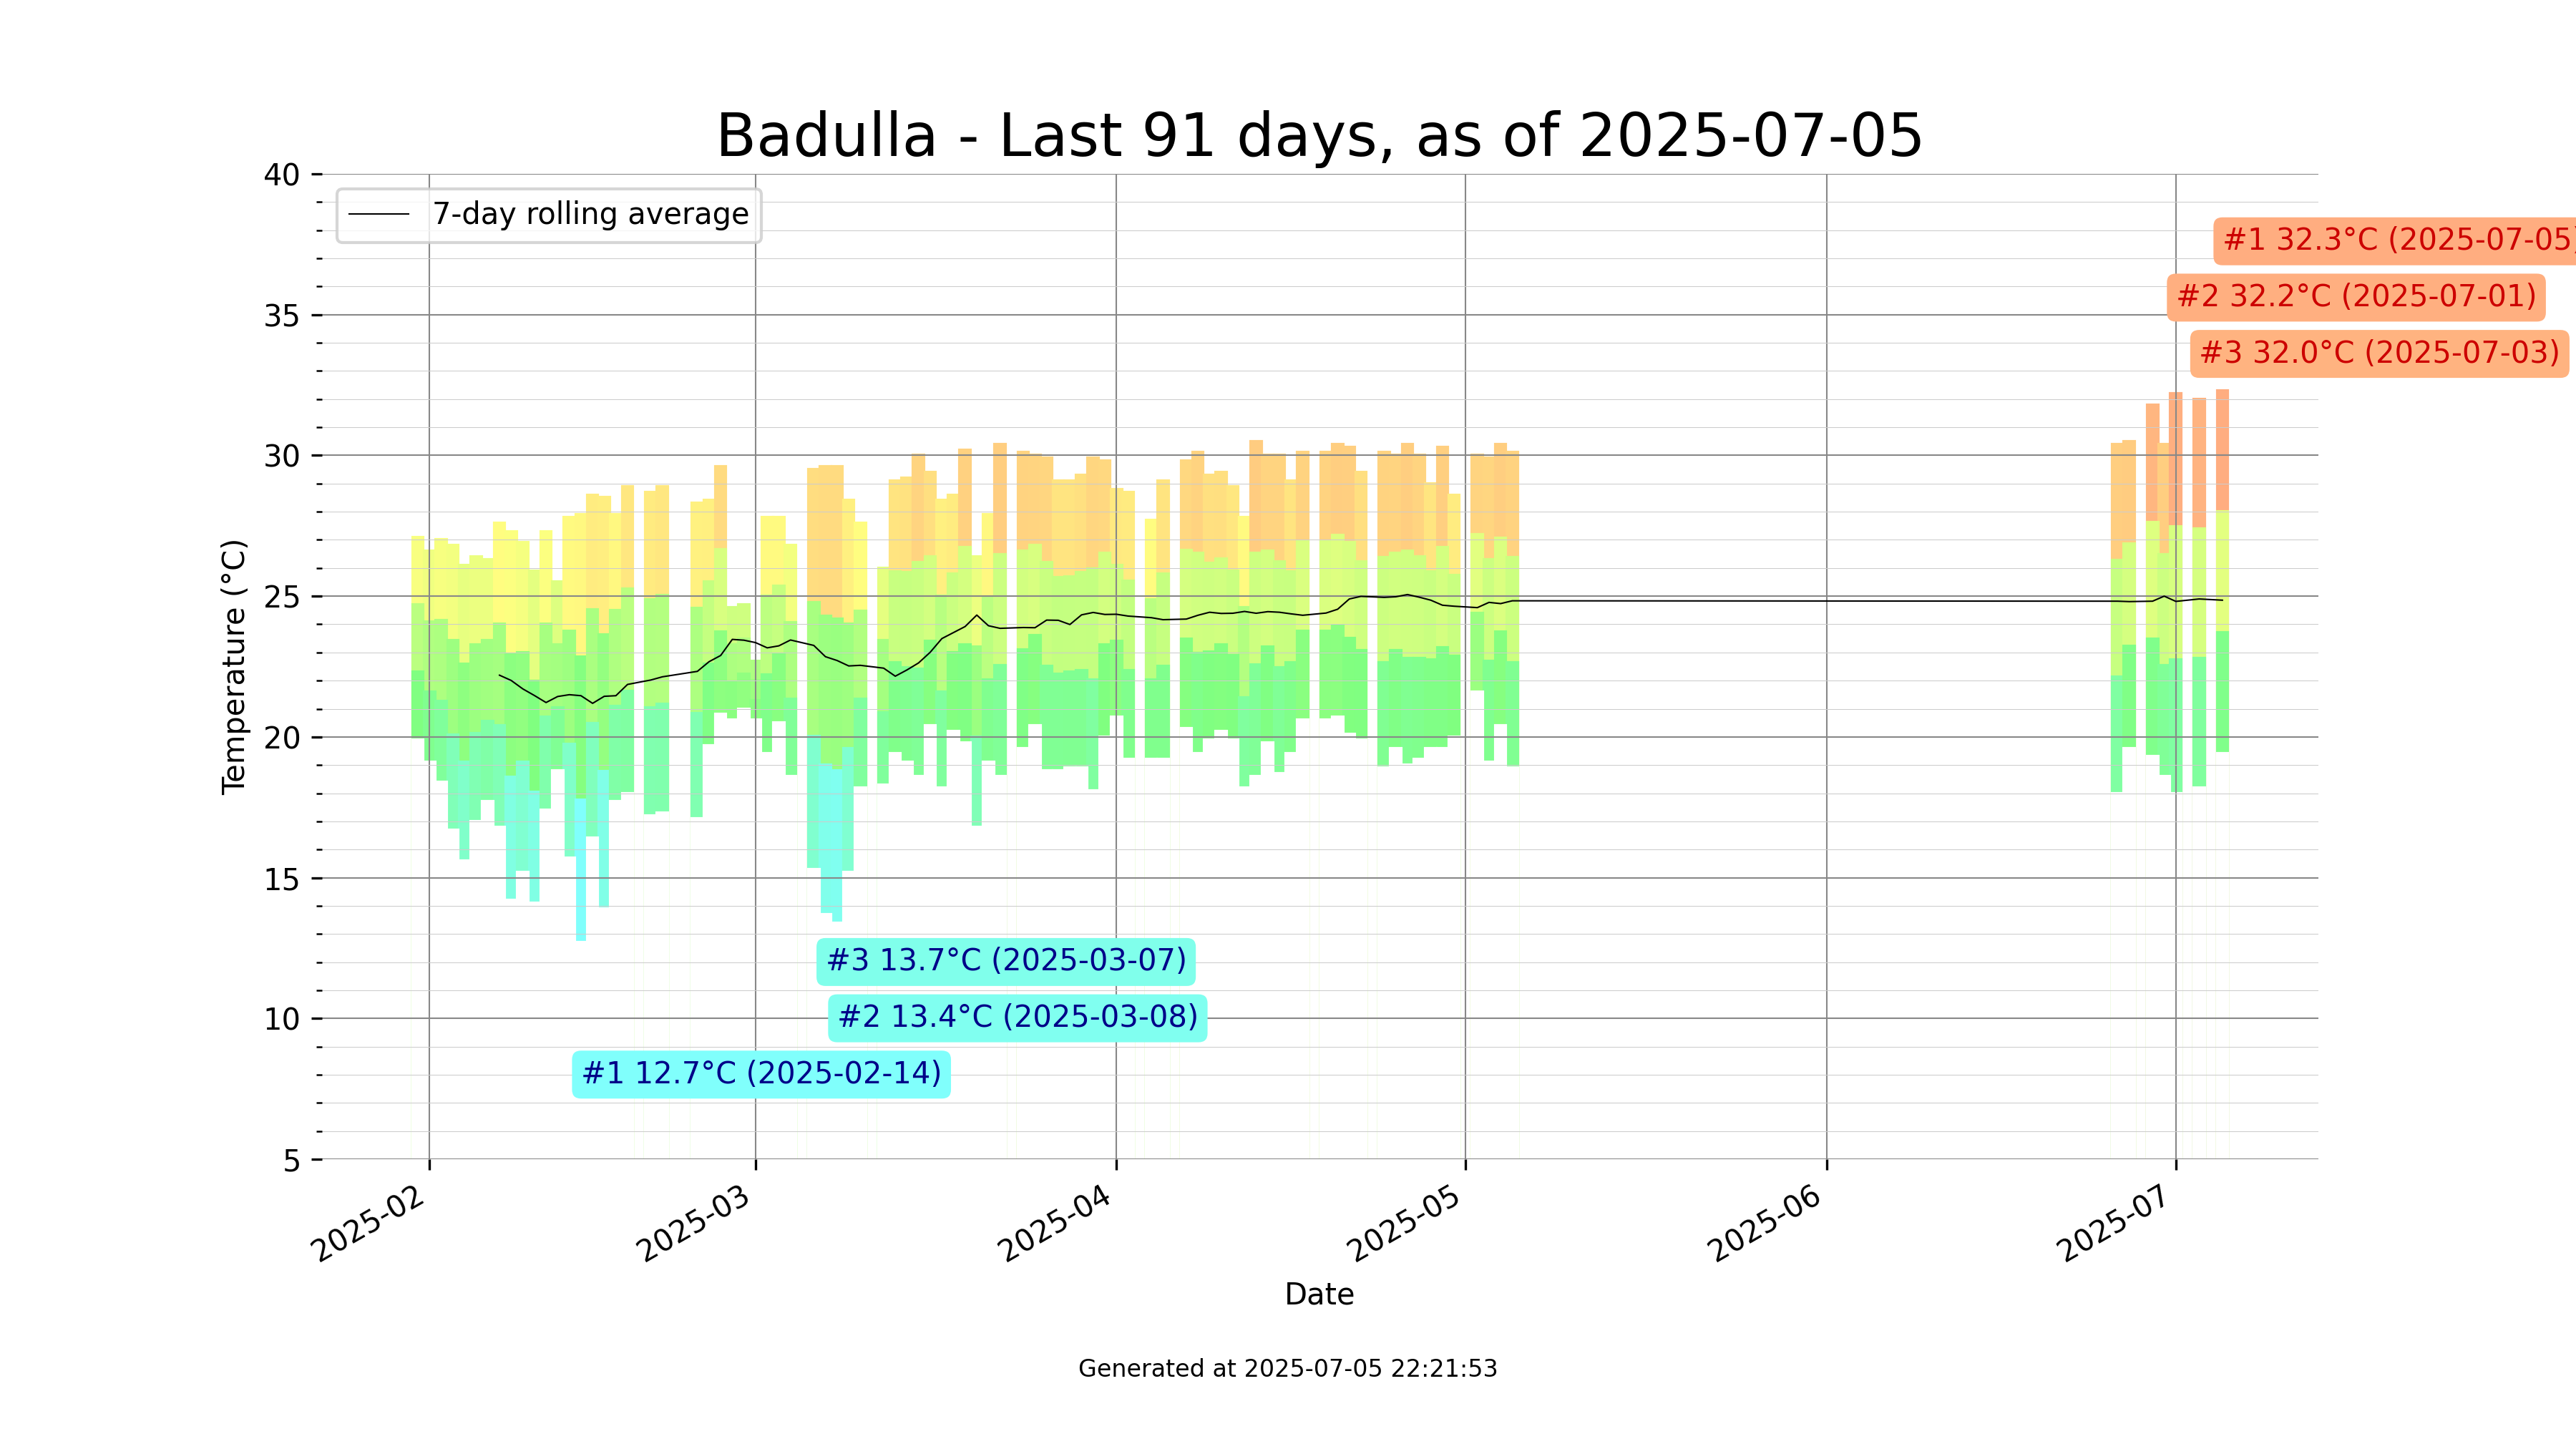 Badulla - Last 91 days, as of 2025-07-05
40
35
30
25
20
15
10
5
Temperature (°C)
7-day rolling average
#1 32.3°C (2025-07-05)
#2 32.2°C (2025-07-01)
#3 32.0°C (2025-07-03)
#3 13.7°C (2025-03-07)
#2 13.4°C (2025-03-08)
#1 12.7°C (2025-02-14)
2025-02
2025-03
2025-04
2025-05
2025-06
2025-07
Date
Generated at 2025-07-05 22:21:53